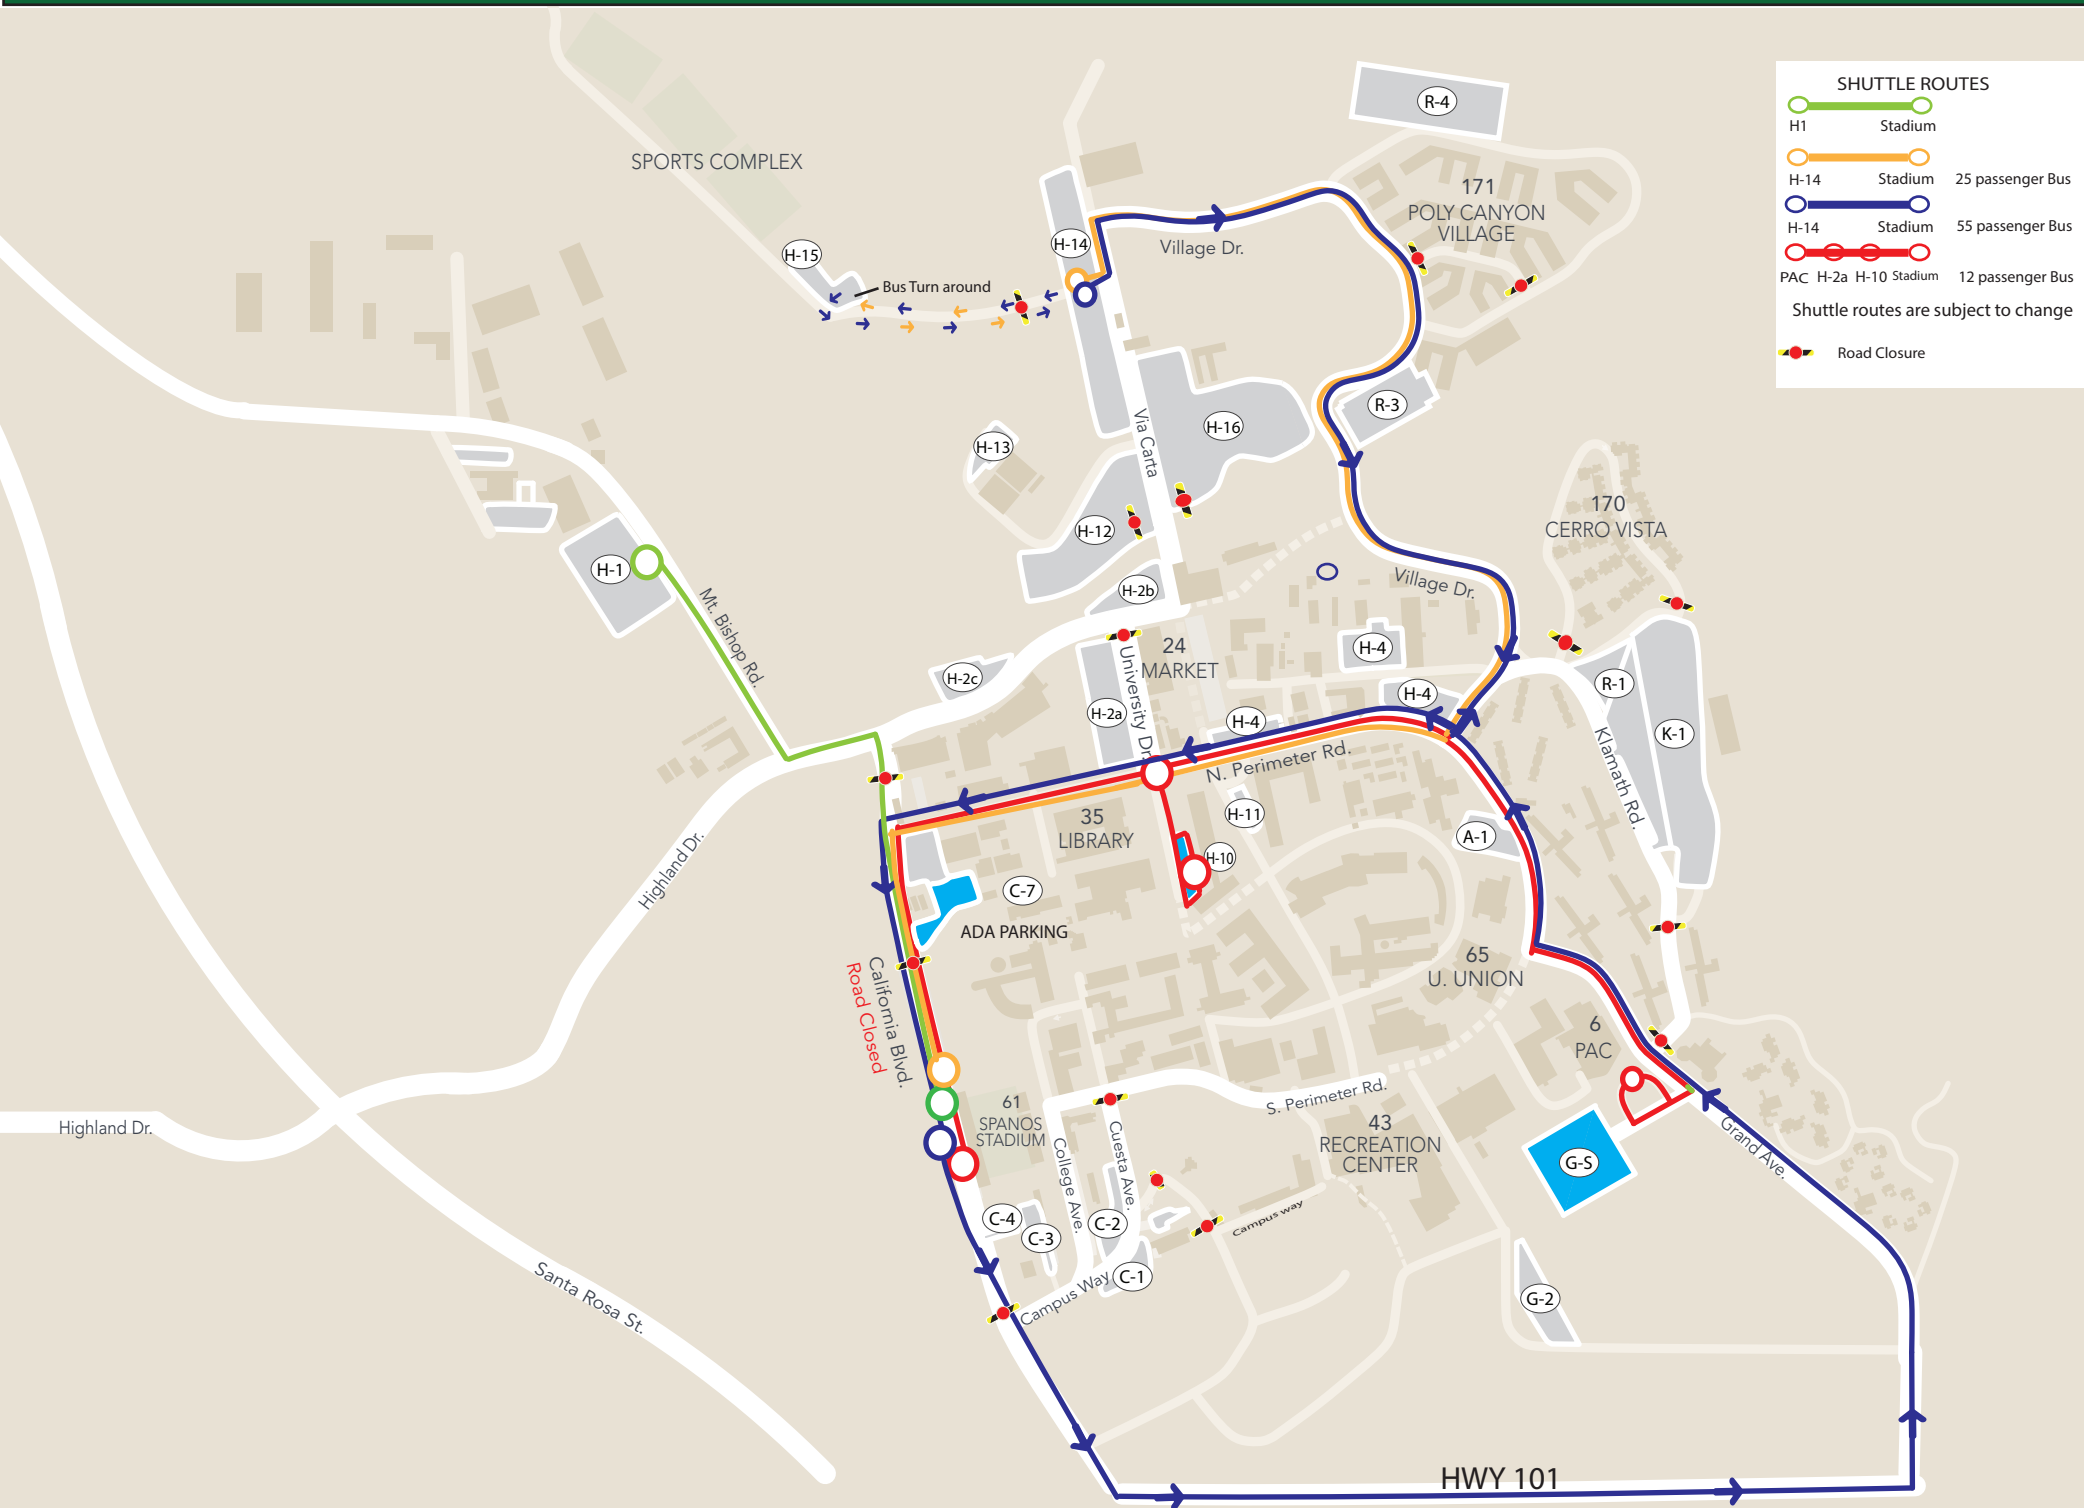 SHUTTLE ROUTES
H1 Stadium
H-14 Stadium 25 passenger Bus
H-14 Stadium 55 passenger Bus
PAC H-2a H-10 Stadium 12 passenger Bus
Shuttle routes are subject to change
Road Closure
R-4
SPORTS COMPLEX
171
POLY CANYON
VILLAGE
H-14
H-15
Village Dr.
Bus Turn around
R-3
H-16
Via Carta
H-13
170
CERRO VISTA
H-12
H-1
H-2b
Village Dr.
Mt. Bishop Rd.
24
MARKET
University Dr.
H-4
H-2c
R-1
H-4
H-2a
H-4
K-1
N. Perimeter Rd.
Klamath Rd.
35
LIBRARY
H-11
A-1
H-10
Highland Dr.
C-7
ADA PARKING
65
U. UNION
California Blvd.
Road Closed
6
PAC
61
SPANOS
STADIUM
S. Perimeter Rd.
43
RECREATION
CENTER
Highland Dr.
College Ave.
Cuesta Ave.
Grand Ave.
G-S
C-4
C-3
C-2
Campus way
C-1
Campus Way
G-2
Santa Rosa St.
HWY 101